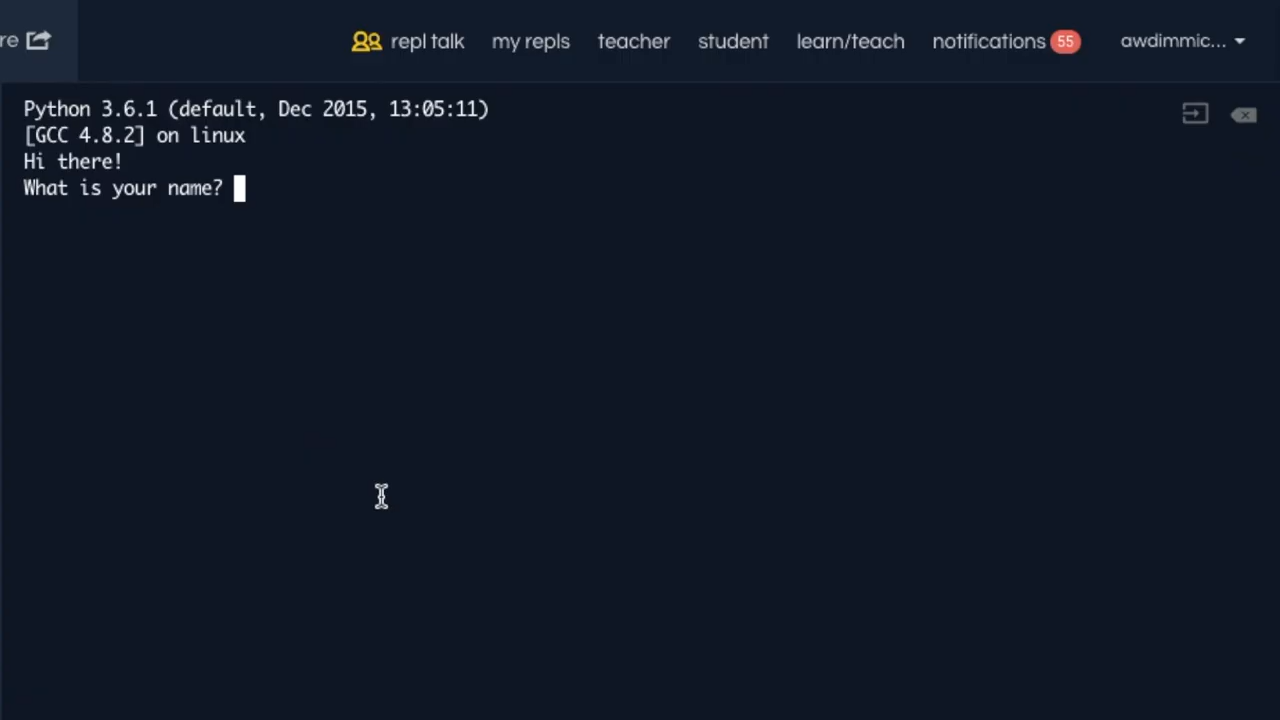 re repl talk my repls teacher student learn/teach notifications 55 awdimmic...
Python 3.6.1 (default, Dec 2015, 13:05:11)
[GCC 4.8.2] on linux
Hi there!
What is your name?